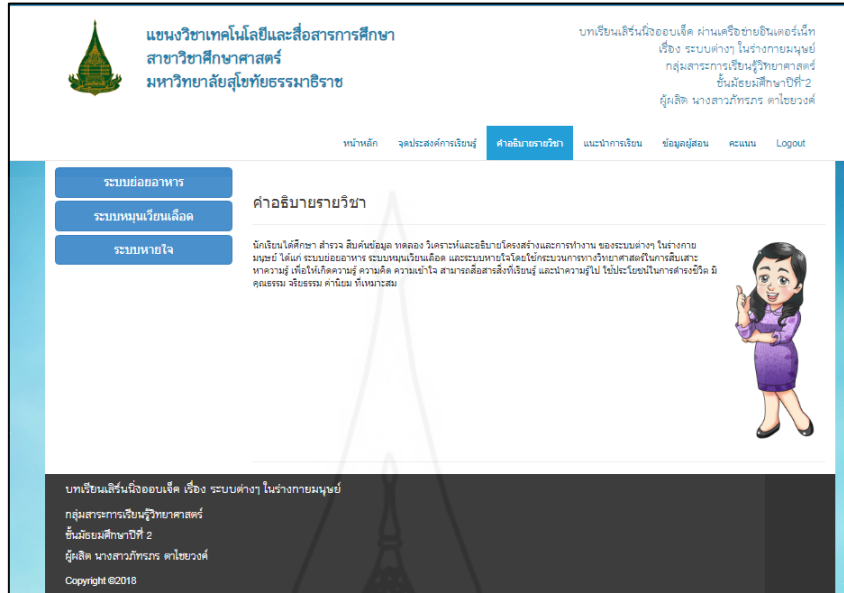 แขนงวิชาเทคโนโลยีและสื่อสารการศึกษา
สาขาวิชาศึกษาศาสตร์
มหาวิทยาลัยสุโขทัยธรรมาธิราช
บทเรียนเลิร์นนิ่งออบเจ็ค ผ่านเครือข่ายอินเตอร์เน็ท
เรื่อง ระบบต่างๆ ในร่างกายมนุษย์
กลุ่มสาระการเรียนรู้วิทยาศาสตร์
ชั้นมัธยมศึกษาปีที่-2
ผู้ผลิต นางสาวภัทรภร ตาไชยวงค์
หน้าหลัก จุดประสงค์การเรียนรู้ คำอธิบายรายวิชา แนะนำการเรียน ข้อมูลผู้สอน คะแนน Logout
ระบบย่อยอาหาร
ระบบหมุนเวียนเลือด
ระบบหายใจ
คำอธิบายรายวิชา
นักเรียนได้ศึกษา สำรวจ สืบค้นข้อมูล ทดลอง วิเคราะห์และอธิบายโครงสร้างและการทำงาน ของระบบต่างๆ ในร่างกาย
มนุษย์ ได้แก่ ระบบย่อยอาหาร ระบบหมุนเวียนเลือด และระบบหายใจโดยใช้กระบวนการทางวิทยาศาสตร์ในการสืบเสาะ
หาความรู้ เพื่อให้เกิดความรู้ ความคิด ความเข้าใจ สามารถสื่อสารสิ่งที่เรียนรู้ และนำความรู้ไป ใช้ประโยชน์ในการดำรงชีวิต มี
คุณธรรม จริยธรรม ค่านิยม ที่เหมาะสม
บทเรียนเลิร์นนิ่งออบเจ็ค เรื่อง ระบบต่างๆ ในร่างกายมนุษย์
กลุ่มสาระการเรียนรู้วิทยาศาสตร์
ชั้นมัธยมศึกษาปีที่ 2
ผู้ผลิต นางสาวภัทรภร ตาไชยวงค์
Copyright ©2018